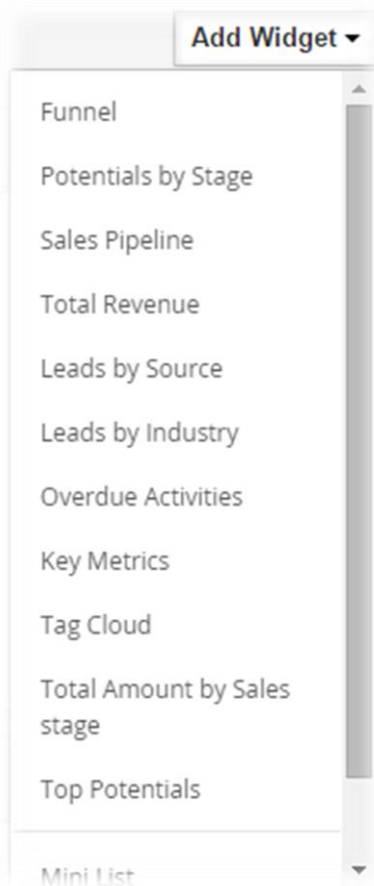 Add Widget
Funnel
Potentials by Stage
Sales Pipeline
Total Revenue
Leads by Source
Leads by Industry
Overdue Activities
Key Metrics
Tag Cloud
Total Amount by Sales
stage
Top Potentials
Mini List